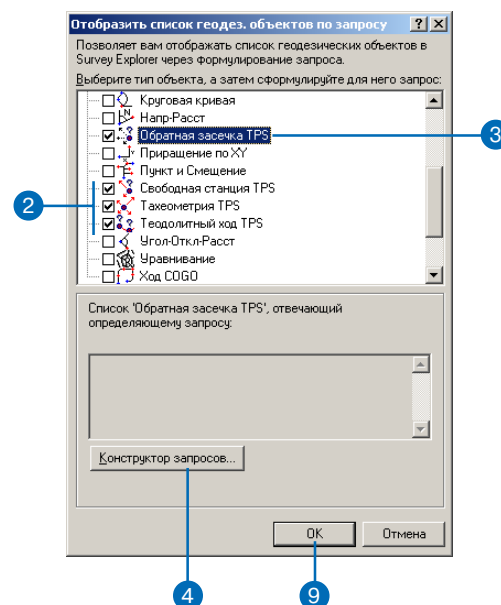 Отобразить список геодез. объектов по запросу
Позволяет вам отображать список геодезических объектов в
Survey Explorer через формулирование запроса.
Выберите тип объекта, а затем сформулируйте для него запрос:
Круговая кривая
Напр-Расст
Обратная засечка TPS
3
Приращение по XY
Пункт и Смещение
Свободная станция TPS
2
Тахеометрия TPS
Теодолитный ход TPS
Угол-Откл-Расст
Уравнивание
Ход COGO
Список 'Обратная засечка TPS', отвечающий
определяющему запросу:
Конструктор запросов...
OK
Отмена
4
9